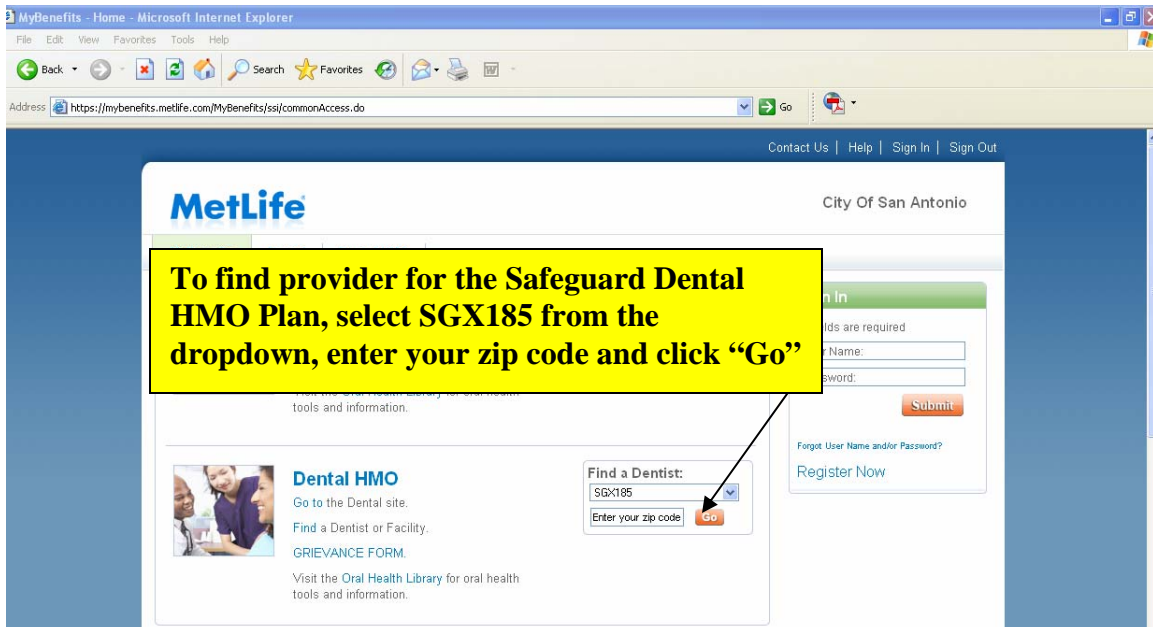 MyBenefits - Home - Microsoft Internet Explorer
File Edit View Favorites Tools Help
Back Search Favorites
Address https://mybenefits.metlife.com/MyBenefits/ssi/commonAccess.do Go
Contact Us | Help | Sign In | Sign Out
MetLife
City Of San Antonio
To find provider for the Safeguard Dental
HMO Plan, select SGX185 from the
dropdown, enter your zip code and click “Go”
n In
lds are required
r Name:
sword:
Submit
Forgot User Name and/or Password?
Register Now
tools and information.
Dental HMO
Go to the Dental site.
Find a Dentist or Facility.
GRIEVANCE FORM.
Visit the Oral Health Library for oral health
tools and information.
Find a Dentist:
SGX185
Enter your zip code Go